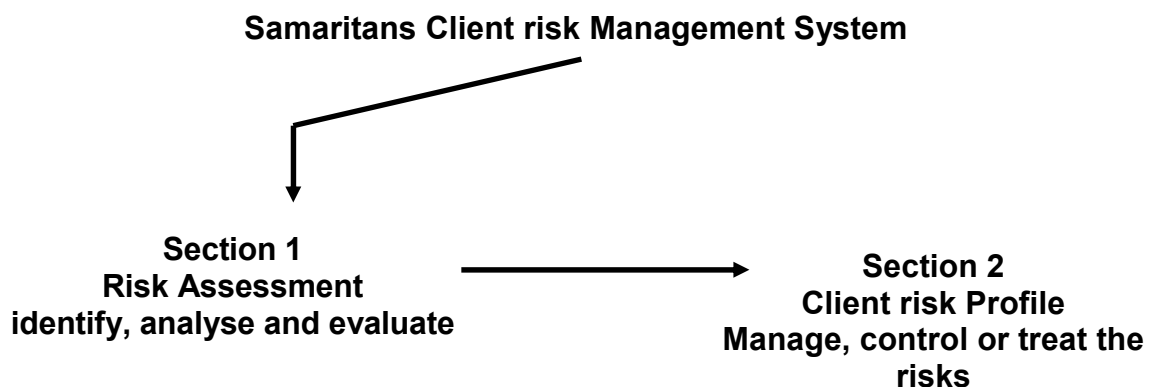 Samaritans Client risk Management System
Section 1
Risk Assessment
identify, analyse and evaluate
Section 2
Client risk Profile
Manage, control or treat the
risks